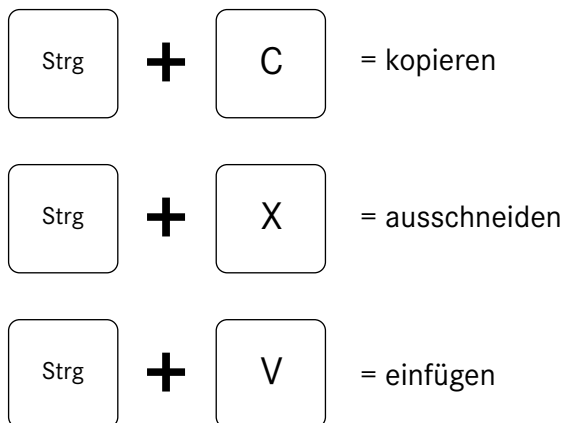 Strg + C = kopieren
Strg + X = ausschneiden
Strg + V = einfügen